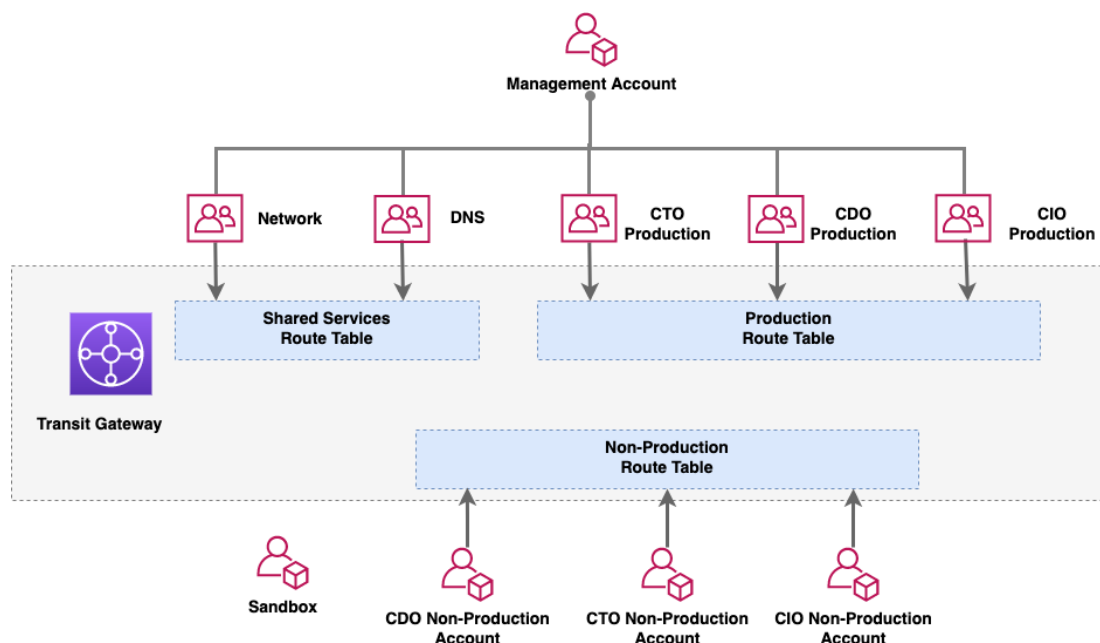 Management Account
Network
DNS
CTO
Production
CDO
Production
CIO
Production
Shared Services
Route Table
Production
Route Table
Transit Gateway
Non-Production
Route Table
Sandbox
CDO Non-Production
Account
CTO Non-Production
Account
CIO Non-Production
Account